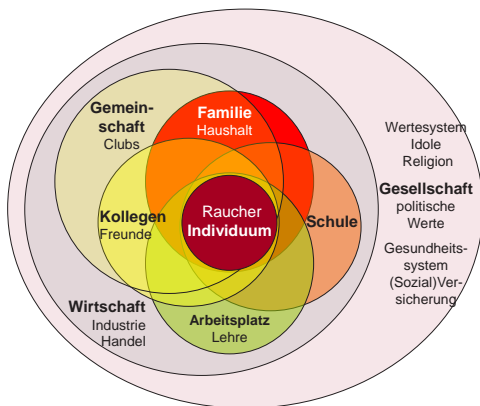 Gemein-
schaft
Clubs
Familie
Haushalt
Kollegen
Freunde
Raucher
Individuum
Schule
Wirtschaft
Industrie
Handel
Arbeitsplatz
Lehre
Wertesystem
Idole
Religion
Gesellschaft
politische
Werte
Gesundheits-
system
(Sozial)Ver-
sicherung